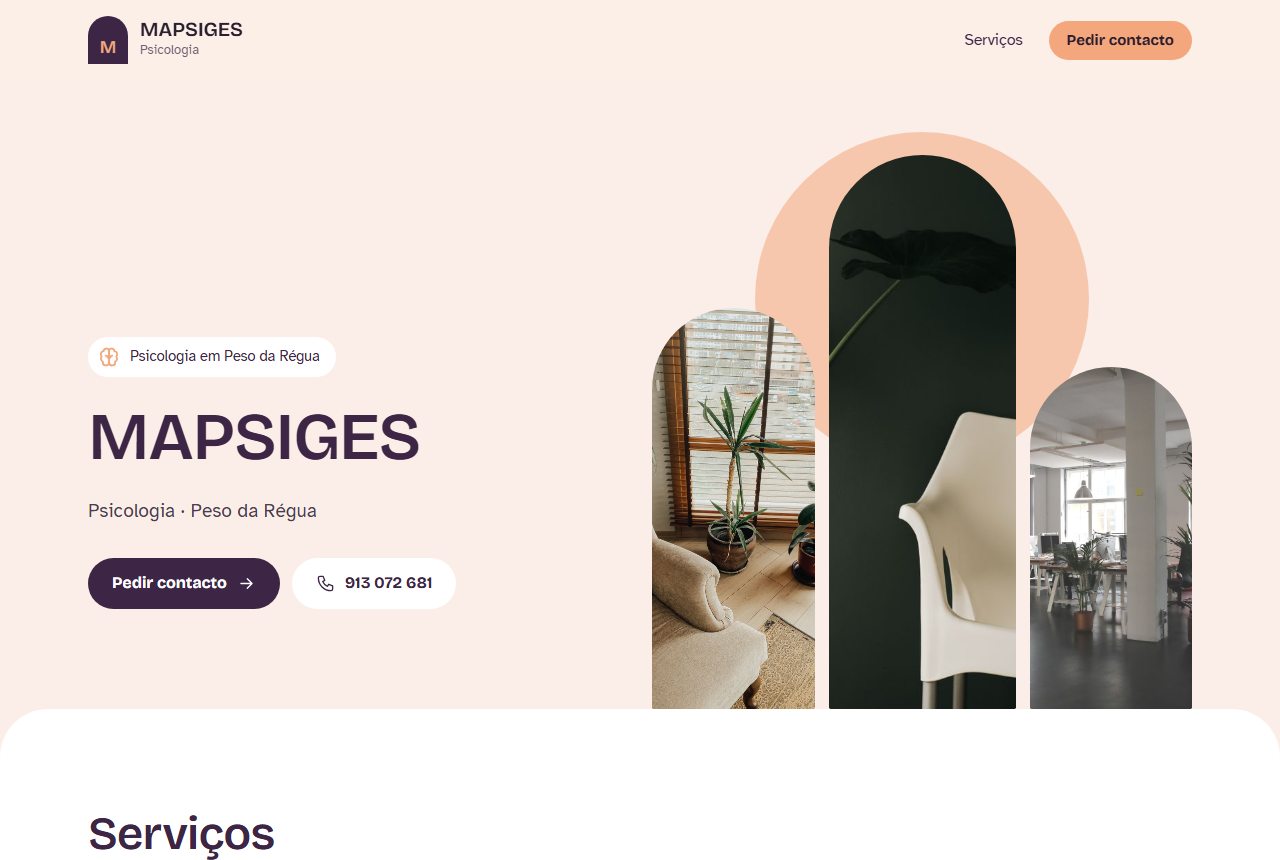 M
MAPSIGES
Psicologia
Serviços
Pedir contacto
Psicologia em Peso da Régua
MAPSIGES
Psicologia · Peso da Régua
Pedir contacto
913 072 681
Serviços